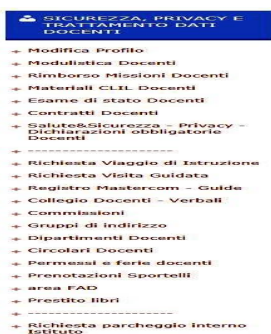 SICUREZZA, PRIVACY E
TRATTAMENTO DATI
DOCENTI
Modifica Profilo
Modulistica Docenti
Rimborso Missioni Docenti
Materiali CLIL Docenti
Esame di stato Docenti
Contratti Docenti
Salute&Sicurezza - Privacy -
Dichiarazioni obbligatorie
Docenti
----------------------
Richiesta Viaggio di Istruzione
Richiesta Visita Guidata
Registro Mastercom - Guide
Collegio Docenti - Verbali
Commissioni
Gruppi di indirizzo
Dipartimenti Docenti
Circolari Docenti
Permessi e ferie docenti
Prenotazioni Sportelli
area FAD
Prestito libri
----------------------
Richiesta parcheggio interno
Istituto